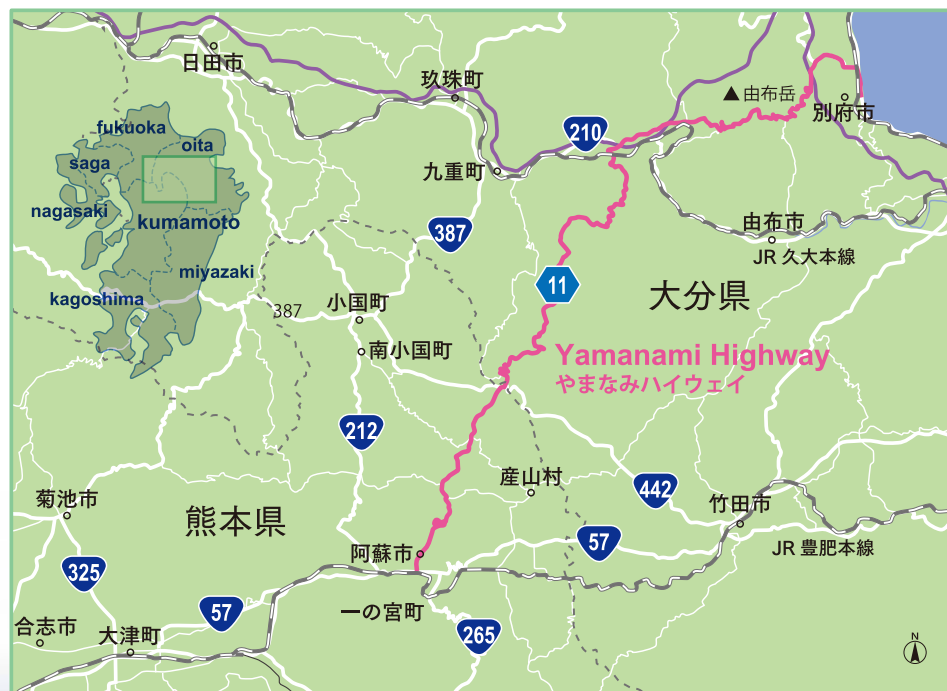 日田市
玖珠町
▲由布岳
別府市
fukuoka
oita
210
saga
九重町
nagasaki
kumamoto
387
由布市
JR 久大本線
miyazaki
11
大分県
kagoshima
387
小国町
南小国町
Yamanami Highway
やまなみハイウェイ
212
産山村
442
菊池市
竹田市
熊本県
57
JR 豊肥本線
阿蘇市
325
57
一の宮町
合志市
大津町
265
N